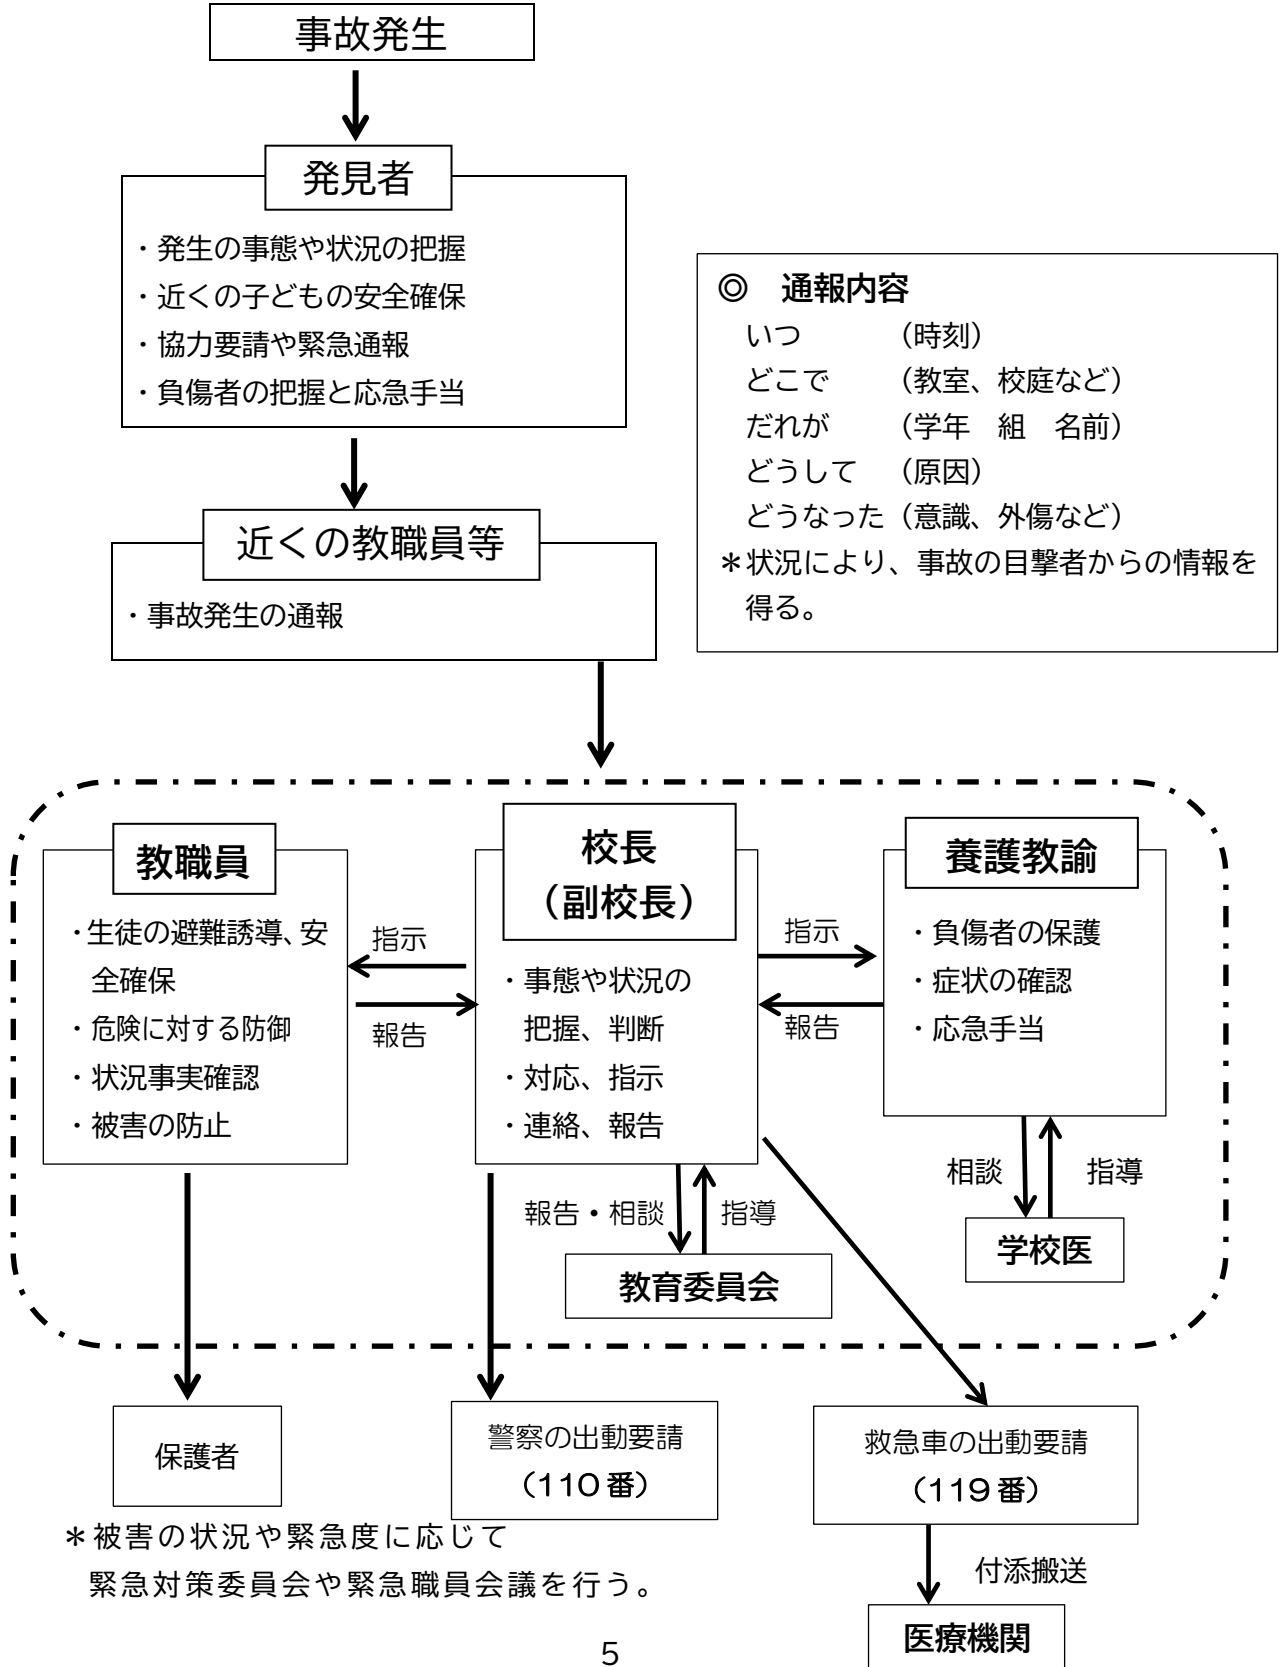 事故発生
発見者
・発生の事態や状況の把握
・近くの子どもの安全確保
・協力要請や緊急通報
・負傷者の把握と応急手当
◎　通報内容
いつ　　　（時刻）
どこで　　（教室、校庭など）
だれが　　（学年　組　名前）
どうして　（原因）
どうなった（意識、外傷など）
＊状況により、事故の目撃者からの情報を
得る。
近くの教職員等
・事故発生の通報
教職員
・生徒の避難誘導、安
全確保
・危険に対する防御
・状況事実確認
・被害の防止
指示
報告
校長
（副校長）
・事態や状況の
把握、判断
・対応、指示
・連絡、報告
指示
報告
養護教諭
・負傷者の保護
・症状の確認
・応急手当
報告・相談
指導
教育委員会
相談
指導
学校医
保護者
警察の出動要請
（110番）
救急車の出動要請
（119番）
＊被害の状況や緊急度に応じて
緊急対策委員会や緊急職員会議を行う。
付添搬送
医療機関
5